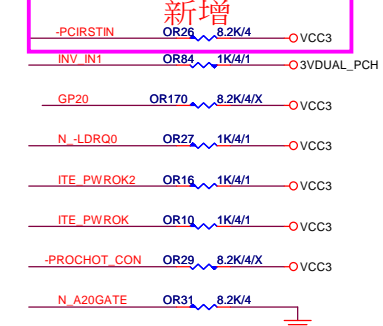 新增
-PCIRSTIN OR26 8.2K/4 VCC3
INV_IN1 OR84 1K/4/1 3VDUAL_PCH
GP20 OR170 8.2K/4/X VCC3
N_-LDRQ0 OR27 1K/4/1 VCC3
ITE_PWROK2 OR16 1K/4/1 VCC3
ITE_PWROK OR10 1K/4/1 VCC3
-PROCHOT_CON OR29 8.2K/4/X VCC3
N_A20GATE OR31 8.2K/4